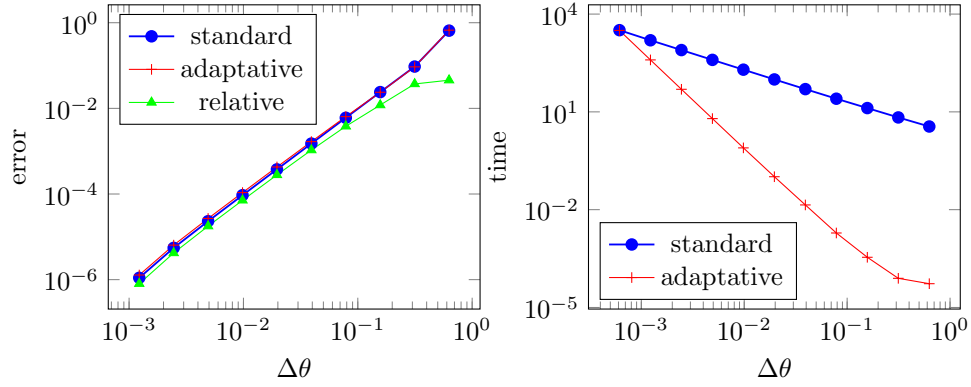 10^0
10^−2
10^−4
10^−6
error
standard
adaptative
relative
10^−3
10^−2
10^−1
10^0
Δθ
10^4
10^1
10^−2
10^−5
time
standard
adaptative
10^−3
10^−2
10^−1
10^0
Δθ